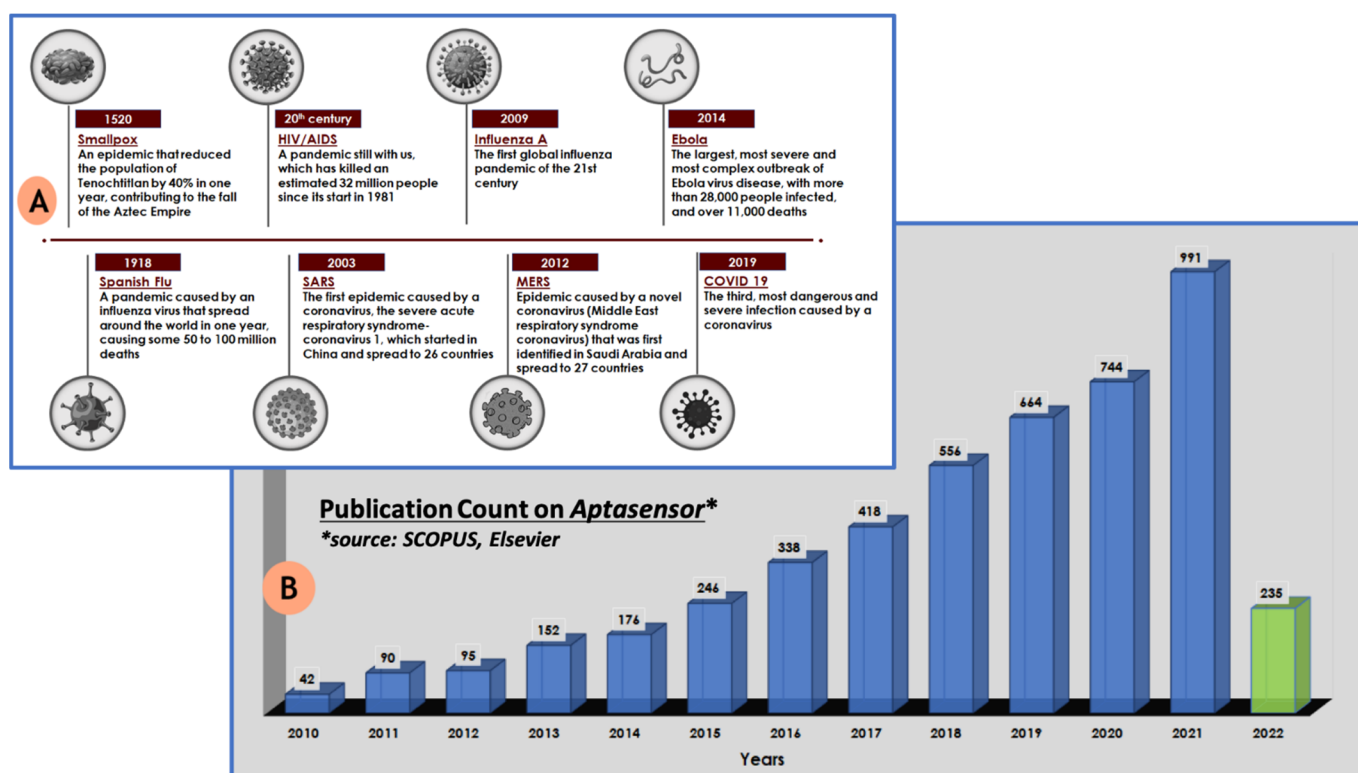 1520
Smallpox
An epidemic that reduced
the population of
Tenochtitlan by 40% in one
year, contributing to the fall
of the Aztec Empire
20th century
HIV/AIDS
A pandemic still with us,
which has killed an
estimated 32 million people
since its start in 1981
2009
Influenza A
The first global influenza
pandemic of the 21st
century
2014
Ebola
The largest, most severe and
most complex outbreak of
Ebola virus disease, with more
than 28,000 people infected,
and over 11,000 deaths
A
1918
Spanish Flu
A pandemic caused by an
influenza virus that spread
around the world in one year,
causing some 50 to 100 million
deaths
2003
SARS
The first epidemic caused by a
coronavirus, the severe acute
respiratory syndrome-
coronavirus 1, which started in
China and spread to 26 countries
2012
MERS
Epidemic caused by a novel
coronavirus (Middle East
respiratory syndrome
coronavirus) that was first
identified in Saudi Arabia and
spread to 27 countries
2019
COVID 19
The third, most dangerous and
severe infection caused by a
coronavirus
Publication Count on Aptasensor*
*source: SCOPUS, Elsevier
B
42
90
95
152
176
246
338
418
556
664
744
991
235
2010 2011 2012 2013 2014 2015 2016 2017 2018 2019 2020 2021 2022
Years